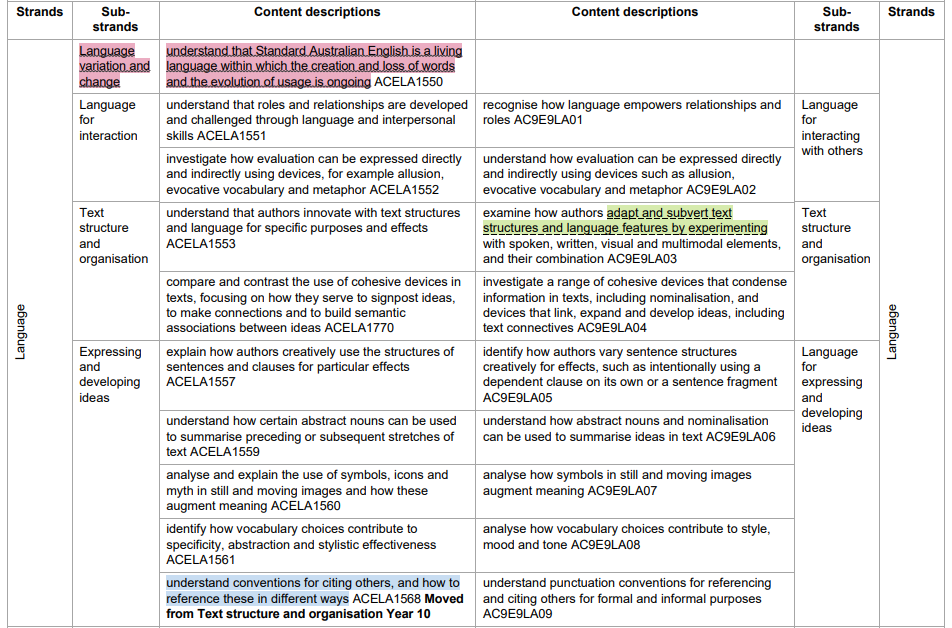 Strands
Sub-
strands
Content descriptions
Content descriptions
Sub-
strands
Strands
Language
Language
variation and
change
understand that Standard Australian English is a living
language within which the creation and loss of words
and the evolution of usage is ongoing ACELA1550
Language
for
interaction
understand that roles and relationships are developed
and challenged through language and interpersonal
skills ACELA1551
recognise how language empowers relationships and
roles AC9E9LA01
Language
for
interacting
with others
investigate how evaluation can be expressed directly
and indirectly using devices, for example allusion,
evocative vocabulary and metaphor ACELA1552
understand how evaluation can be expressed directly
and indirectly using devices such as allusion,
evocative vocabulary and metaphor AC9E9LA02
Text
structure
and
organisation
understand that authors innovate with text structures
and language for specific purposes and effects
ACELA1553
examine how authors adapt and subvert text
structures and language features by experimenting
with spoken, written, visual and multimodal elements,
and their combination AC9E9LA03
Text
structure
and
organisation
compare and contrast the use of cohesive devices in
texts, focusing on how they serve to signpost ideas,
to make connections and to build semantic
associations between ideas ACELA1770
investigate a range of cohesive devices that condense
information in texts, including nominalisation, and
devices that link, expand and develop ideas, including
text connectives AC9E9LA04
Expressing
and
developing
ideas
explain how authors creatively use the structures of
sentences and clauses for particular effects
ACELA1557
identify how authors vary sentence structures
creatively for effects, such as intentionally using a
dependent clause on its own or a sentence fragment
AC9E9LA05
Language
for
expressing
and
developing
ideas
understand how certain abstract nouns can be used
to summarise preceding or subsequent stretches of
text ACELA1559
understand how abstract nouns and nominalisation
can be used to summarise ideas in text AC9E9LA06
analyse and explain the use of symbols, icons and
myth in still and moving images and how these
augment meaning ACELA1560
analyse how symbols in still and moving images
augment meaning AC9E9LA07
identify how vocabulary choices contribute to
specificity, abstraction and stylistic effectiveness
ACELA1561
analyse how vocabulary choices contribute to style,
mood and tone AC9E9LA08
understand conventions for citing others, and how to
reference these in different ways ACELA1568 Moved
from Text structure and organisation Year 10
understand punctuation conventions for referencing
and citing others for formal and informal purposes
AC9E9LA09
Language